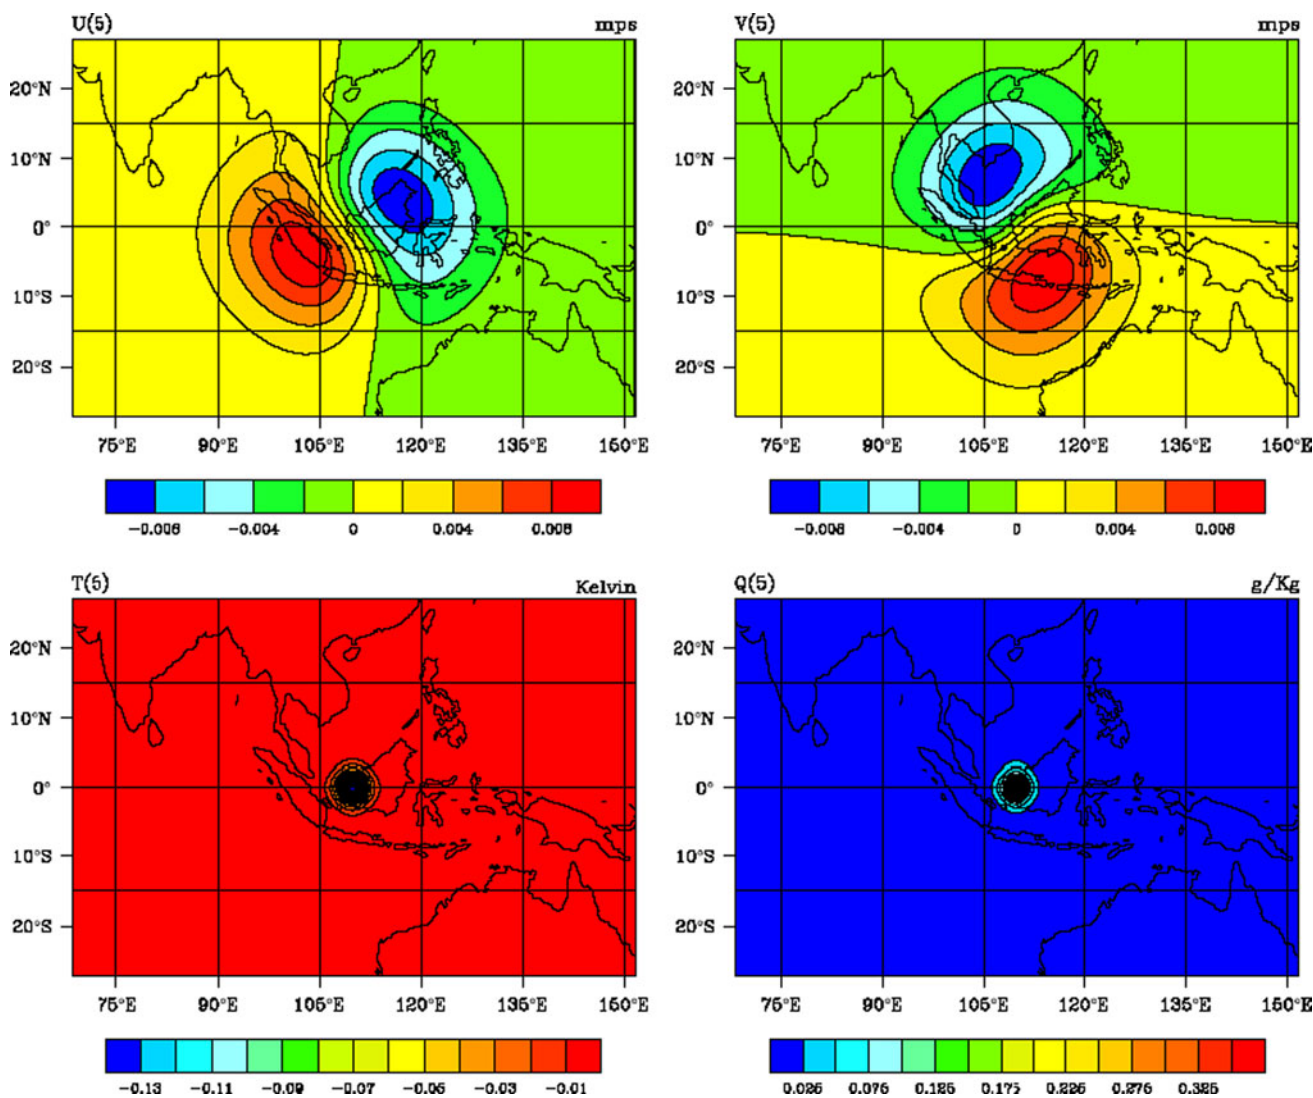 U(5) mps
20°N
10°N
0°
10°S
20°S
75°E 90°E 105°E 120°E 135°E 150°E
-0.008 -0.004 0 0.004 0.008
V(5) mps
20°N
10°N
0°
10°S
20°S
75°E 90°E 105°E 120°E 135°E 150°E
-0.008 -0.004 0 0.004 0.008
T(5) Kelvin
20°N
10°N
0°
10°S
20°S
75°E 90°E 105°E 120°E 135°E 150°E
-0.13 -0.11 -0.09 -0.07 -0.05 -0.03 -0.01
Q(5) g/Kg
20°N
10°N
0°
10°S
20°S
75°E 90°E 105°E 120°E 135°E 150°E
0.025 0.075 0.125 0.175 0.225 0.275 0.325